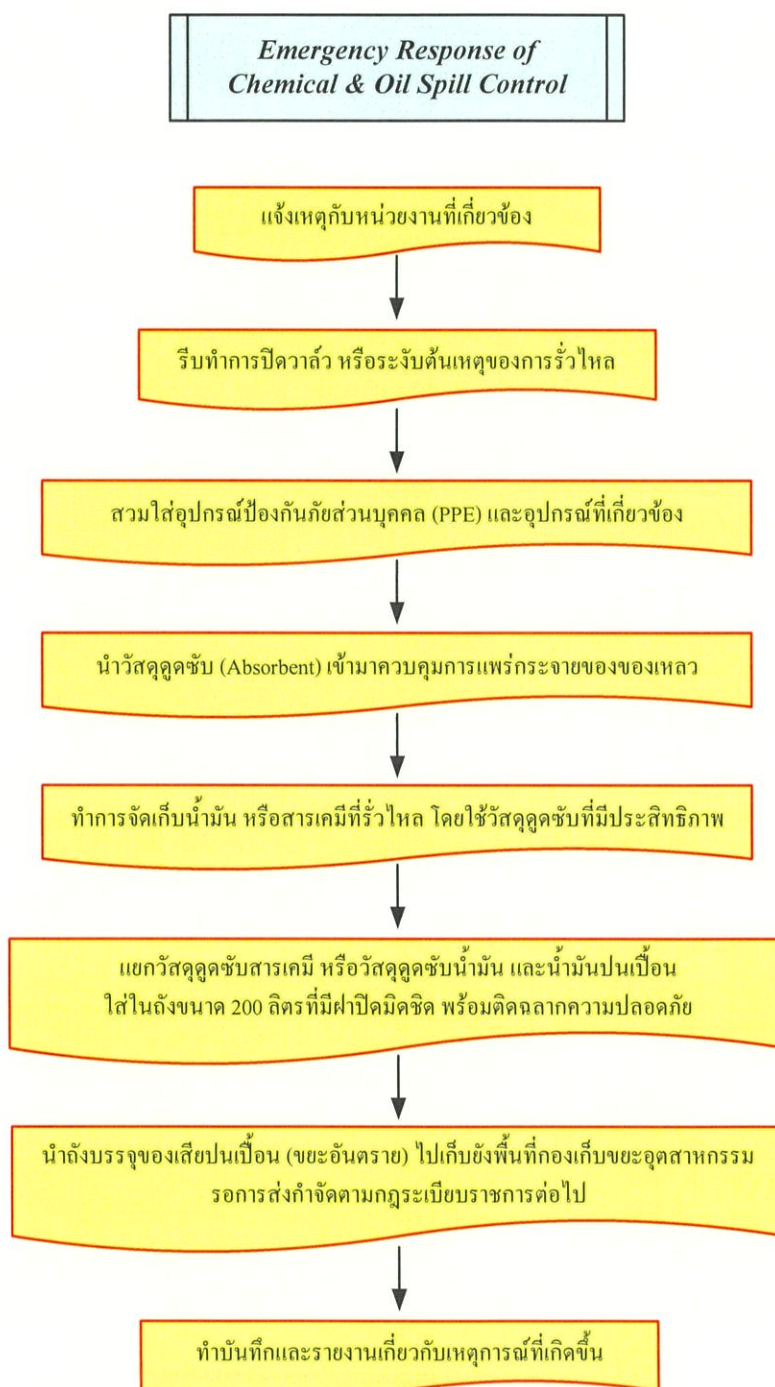 Emergency Response of
Chemical & Oil Spill Control
แจ้งเหตุกับหน่วยงานที่เกี่ยวข้อง
รีบทำการปิดวาล์ว หรือระงับต้นเหตุของการรั่วไหล
สวมใส่อุปกรณ์ป้องกันภัยส่วนบุคคล (PPE) และอุปกรณ์ที่เกี่ยวข้อง
นำวัสดุดูดซับ (Absorbent) เข้ามาควบคุมการแพร่กระจายของของเหลว
ทำการจัดเก็บน้ำมัน หรือสารเคมีที่รั่วไหล โดยใช้วัสดุดูดซับที่มีประสิทธิภาพ
แยกวัสดุดูดซับสารเคมี หรือวัสดุดูดซับน้ำมัน และน้ำมันปนเปื้อน
ใส่ในถังขนาด 200 ลิตรที่มีฝาปิดมิดชิด พร้อมติดฉลากความปลอดภัย
นำถังบรรจุของเสียปนเปื้อน (ขยะอันตราย) ไปเก็บยังพื้นที่กองเก็บขยะอุตสาหกรรม
รอการส่งกำจัดตามกฎระเบียบราชการต่อไป
ทำบันทึกและรายงานเกี่ยวกับเหตุการณ์ที่เกิดขึ้น